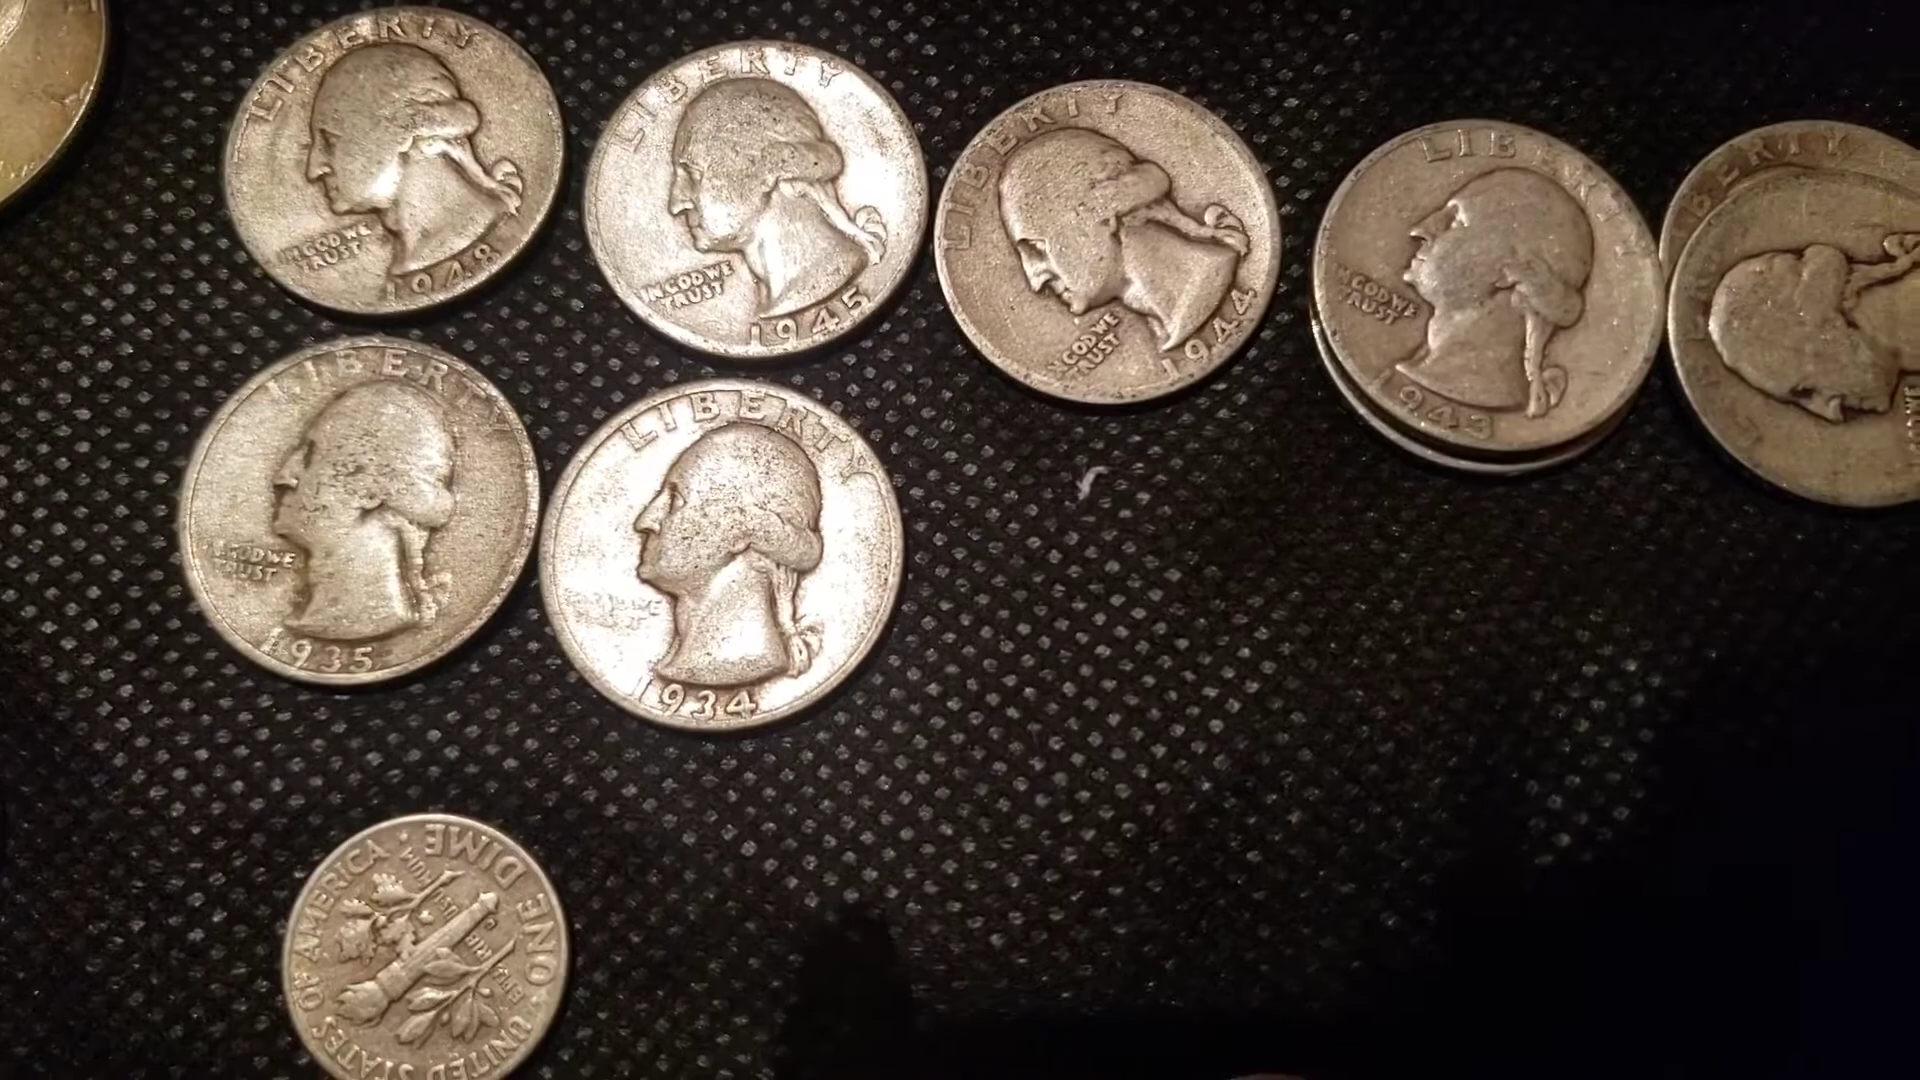 LIBERTY
IN GOD WE
TRUST
1948
LIBERTY
IN GOD WE
TRUST
1945
LIBERTY
IN GOD WE
TRUST
1944
LIBERTY
IN GOD WE
TRUST
1943
LIBERTY
WE
LIBERTY
IN GOD WE
TRUST
1935
LIBERTY
1934
UNITED STATES OF AMERICA · ONE DIME ·